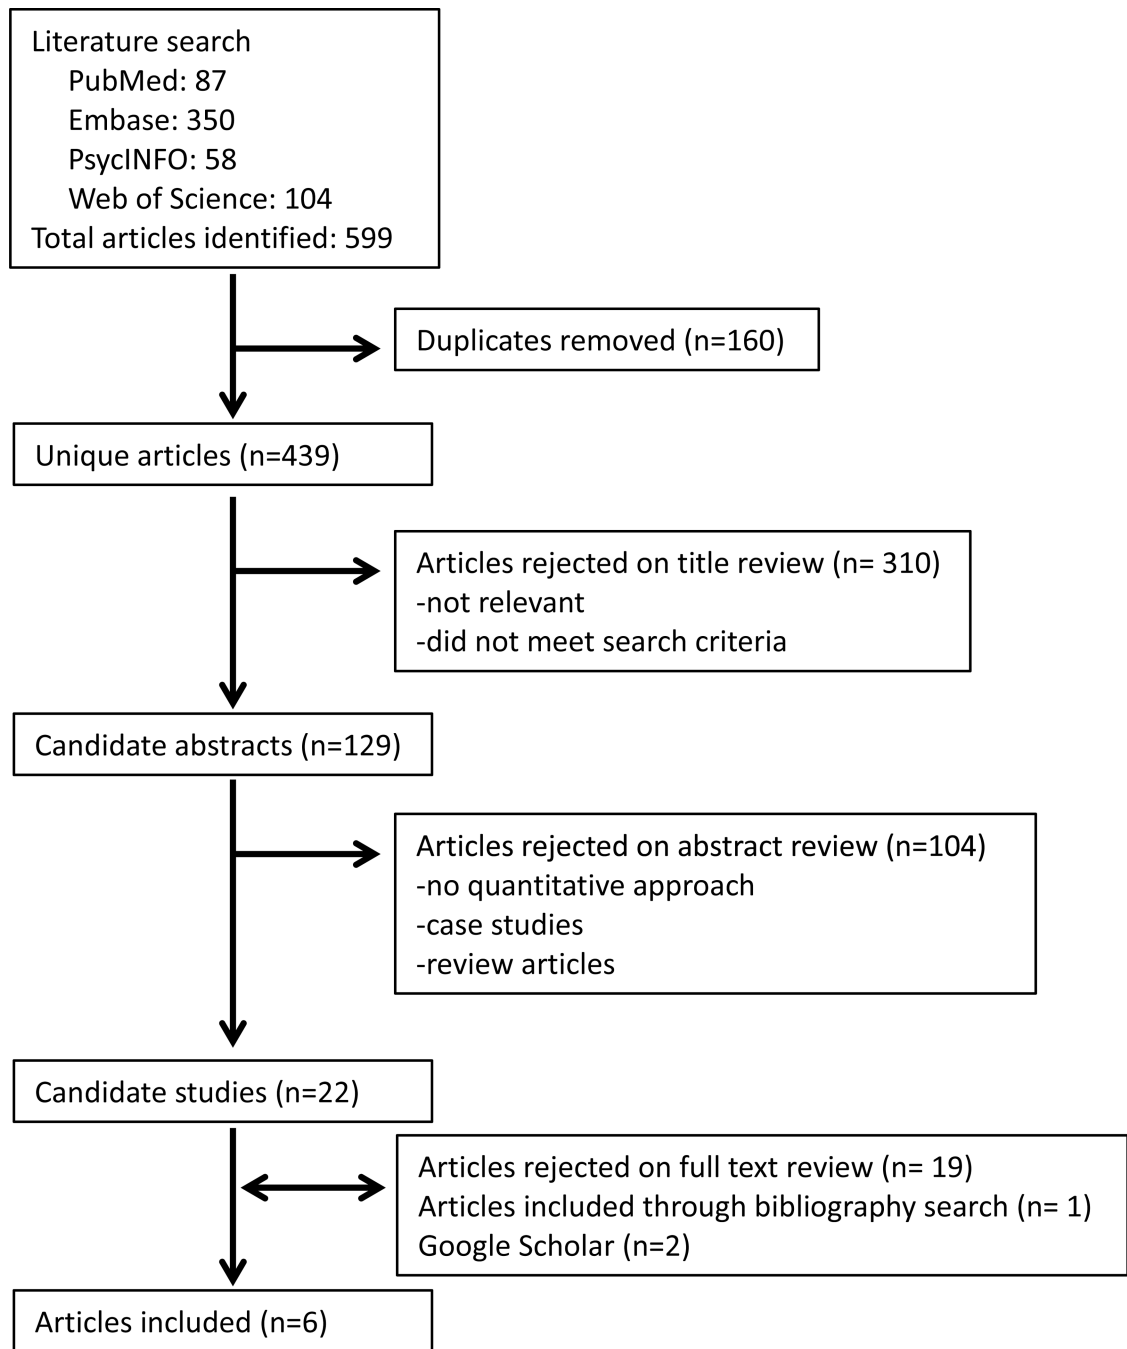 Literature search
PubMed: 87
Embase: 350
PsycINFO: 58
Web of Science: 104
Total articles identified: 599
Duplicates removed (n=160)
Unique articles (n=439)
Articles rejected on title review (n= 310)
-not relevant
-did not meet search criteria
Candidate abstracts (n=129)
Articles rejected on abstract review (n=104)
-no quantitative approach
-case studies
-review articles
Candidate studies (n=22)
Articles rejected on full text review (n= 19)
Articles included through bibliography search (n= 1)
Google Scholar (n=2)
Articles included (n=6)